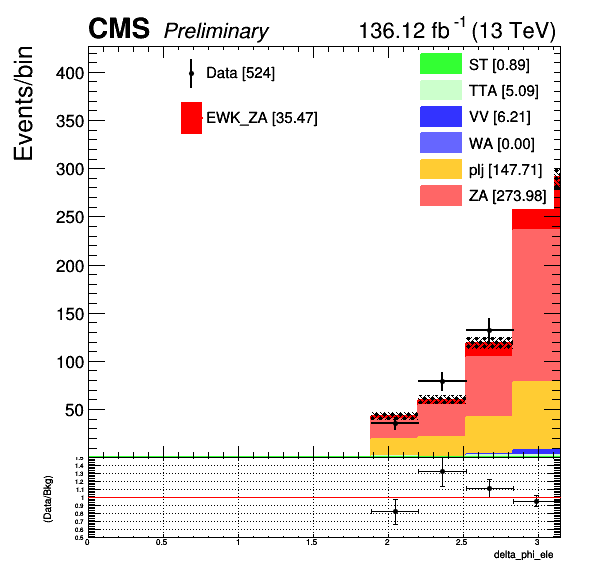 CMS Preliminary 136.12 fb⁻¹ (13 TeV)
Events/bin
400
350
300
250
200
150
100
50
Data [524]
EWK_ZA [35.47]
ST [0.89]
TTA [5.09]
VV [6.21]
WA [0.00]
plj [147.71]
ZA [273.98]
(Data/Bkg)
1.5
1.4
1.3
1.2
1.1
1
0.9
0.8
0.7
0.6
0.5
0 0.5 1 1.5 2 2.5 3
delta_phi_ele